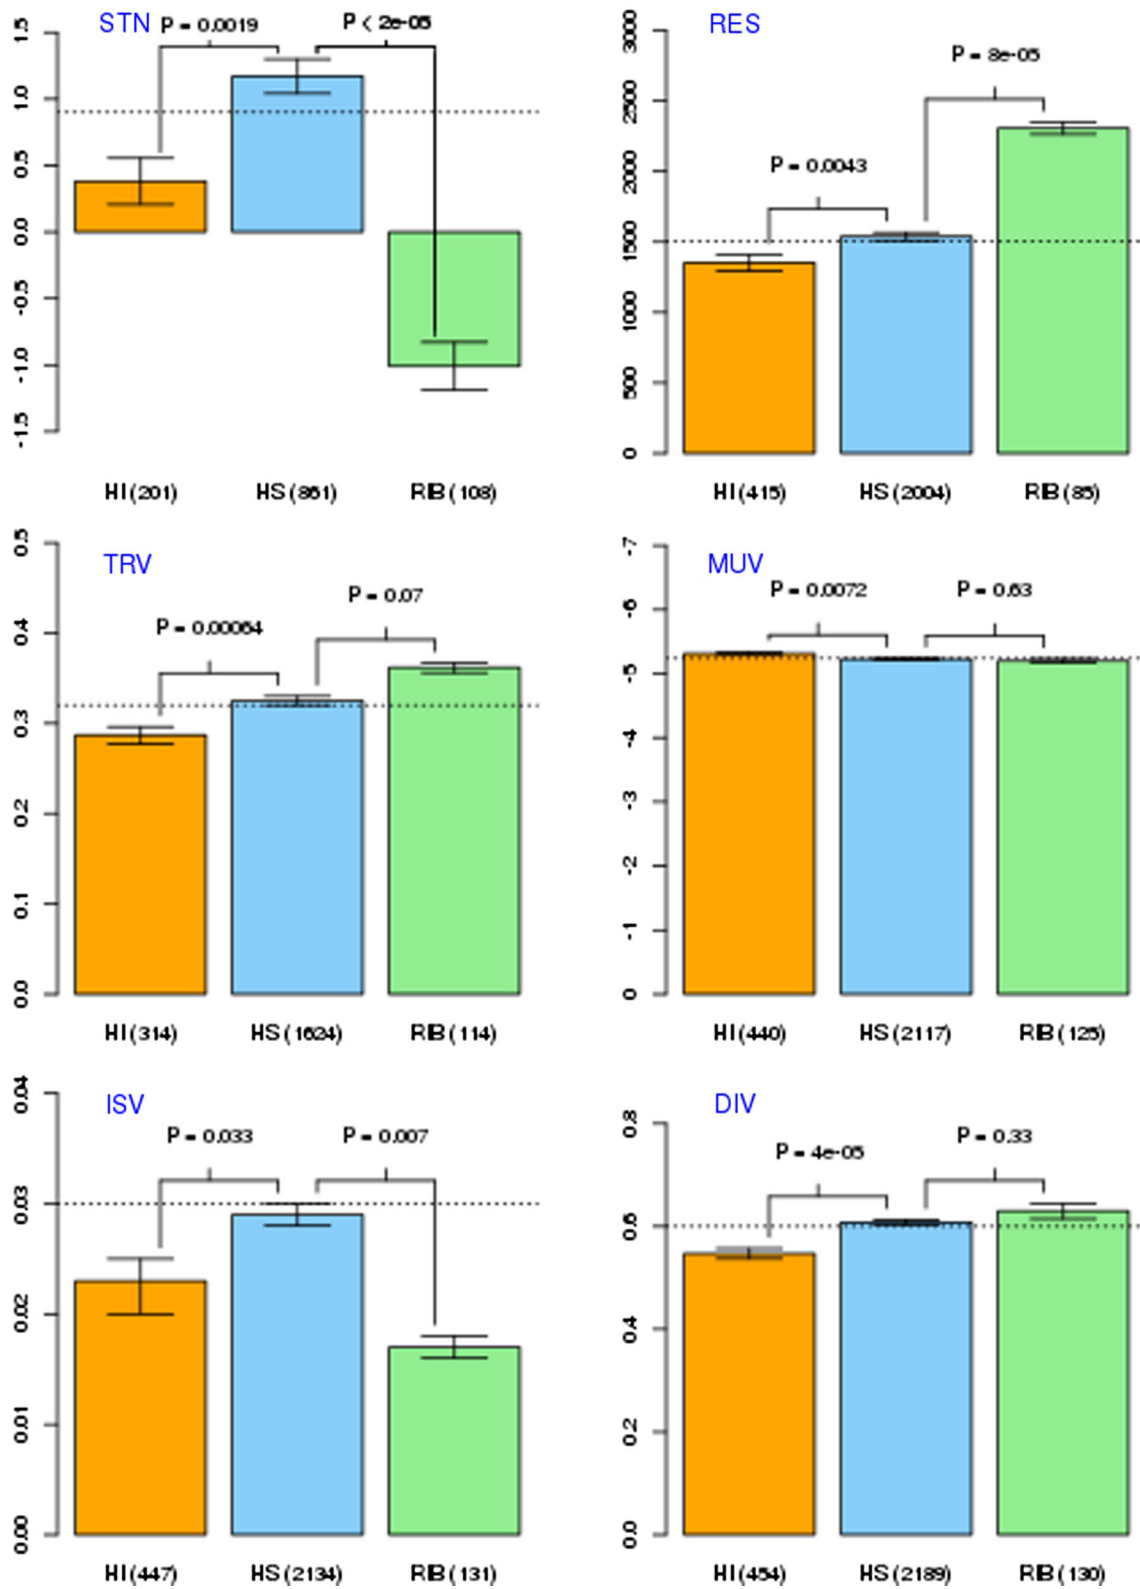 STN
P = 0.0019
P < 2e-05
1.5
1.0
0.5
0.0
-0.5
-1.0
-1.5
HI (201)
HS (861)
RIB (108)
RES
P = 8e-05
P = 0.0043
3000
2500
2000
1500
1000
500
0
HI (415)
HS (2004)
RIB (85)
TRV
P = 0.07
P = 0.00064
0.5
0.4
0.3
0.2
0.1
0.0
HI (314)
HS (1624)
RIB (114)
MUV
P = 0.0072
P = 0.63
-7
-6
-5
-4
-3
-2
-1
0
HI (440)
HS (2117)
RIB (125)
ISV
P = 0.033
P = 0.007
0.04
0.03
0.02
0.01
0.00
HI (447)
HS (2134)
RIB (131)
DIV
P = 0.33
P = 4e-05
0.8
0.6
0.4
0.2
0.0
HI (454)
HS (2189)
RIB (130)